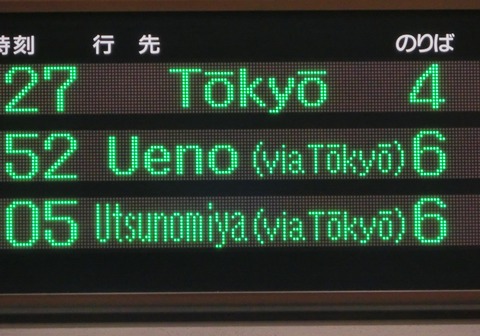 時刻 行先 のりば
27 Tōkyō 4
52 Ueno (via Tōkyō) 6
05 Utsunomiya (via Tōkyō) 6